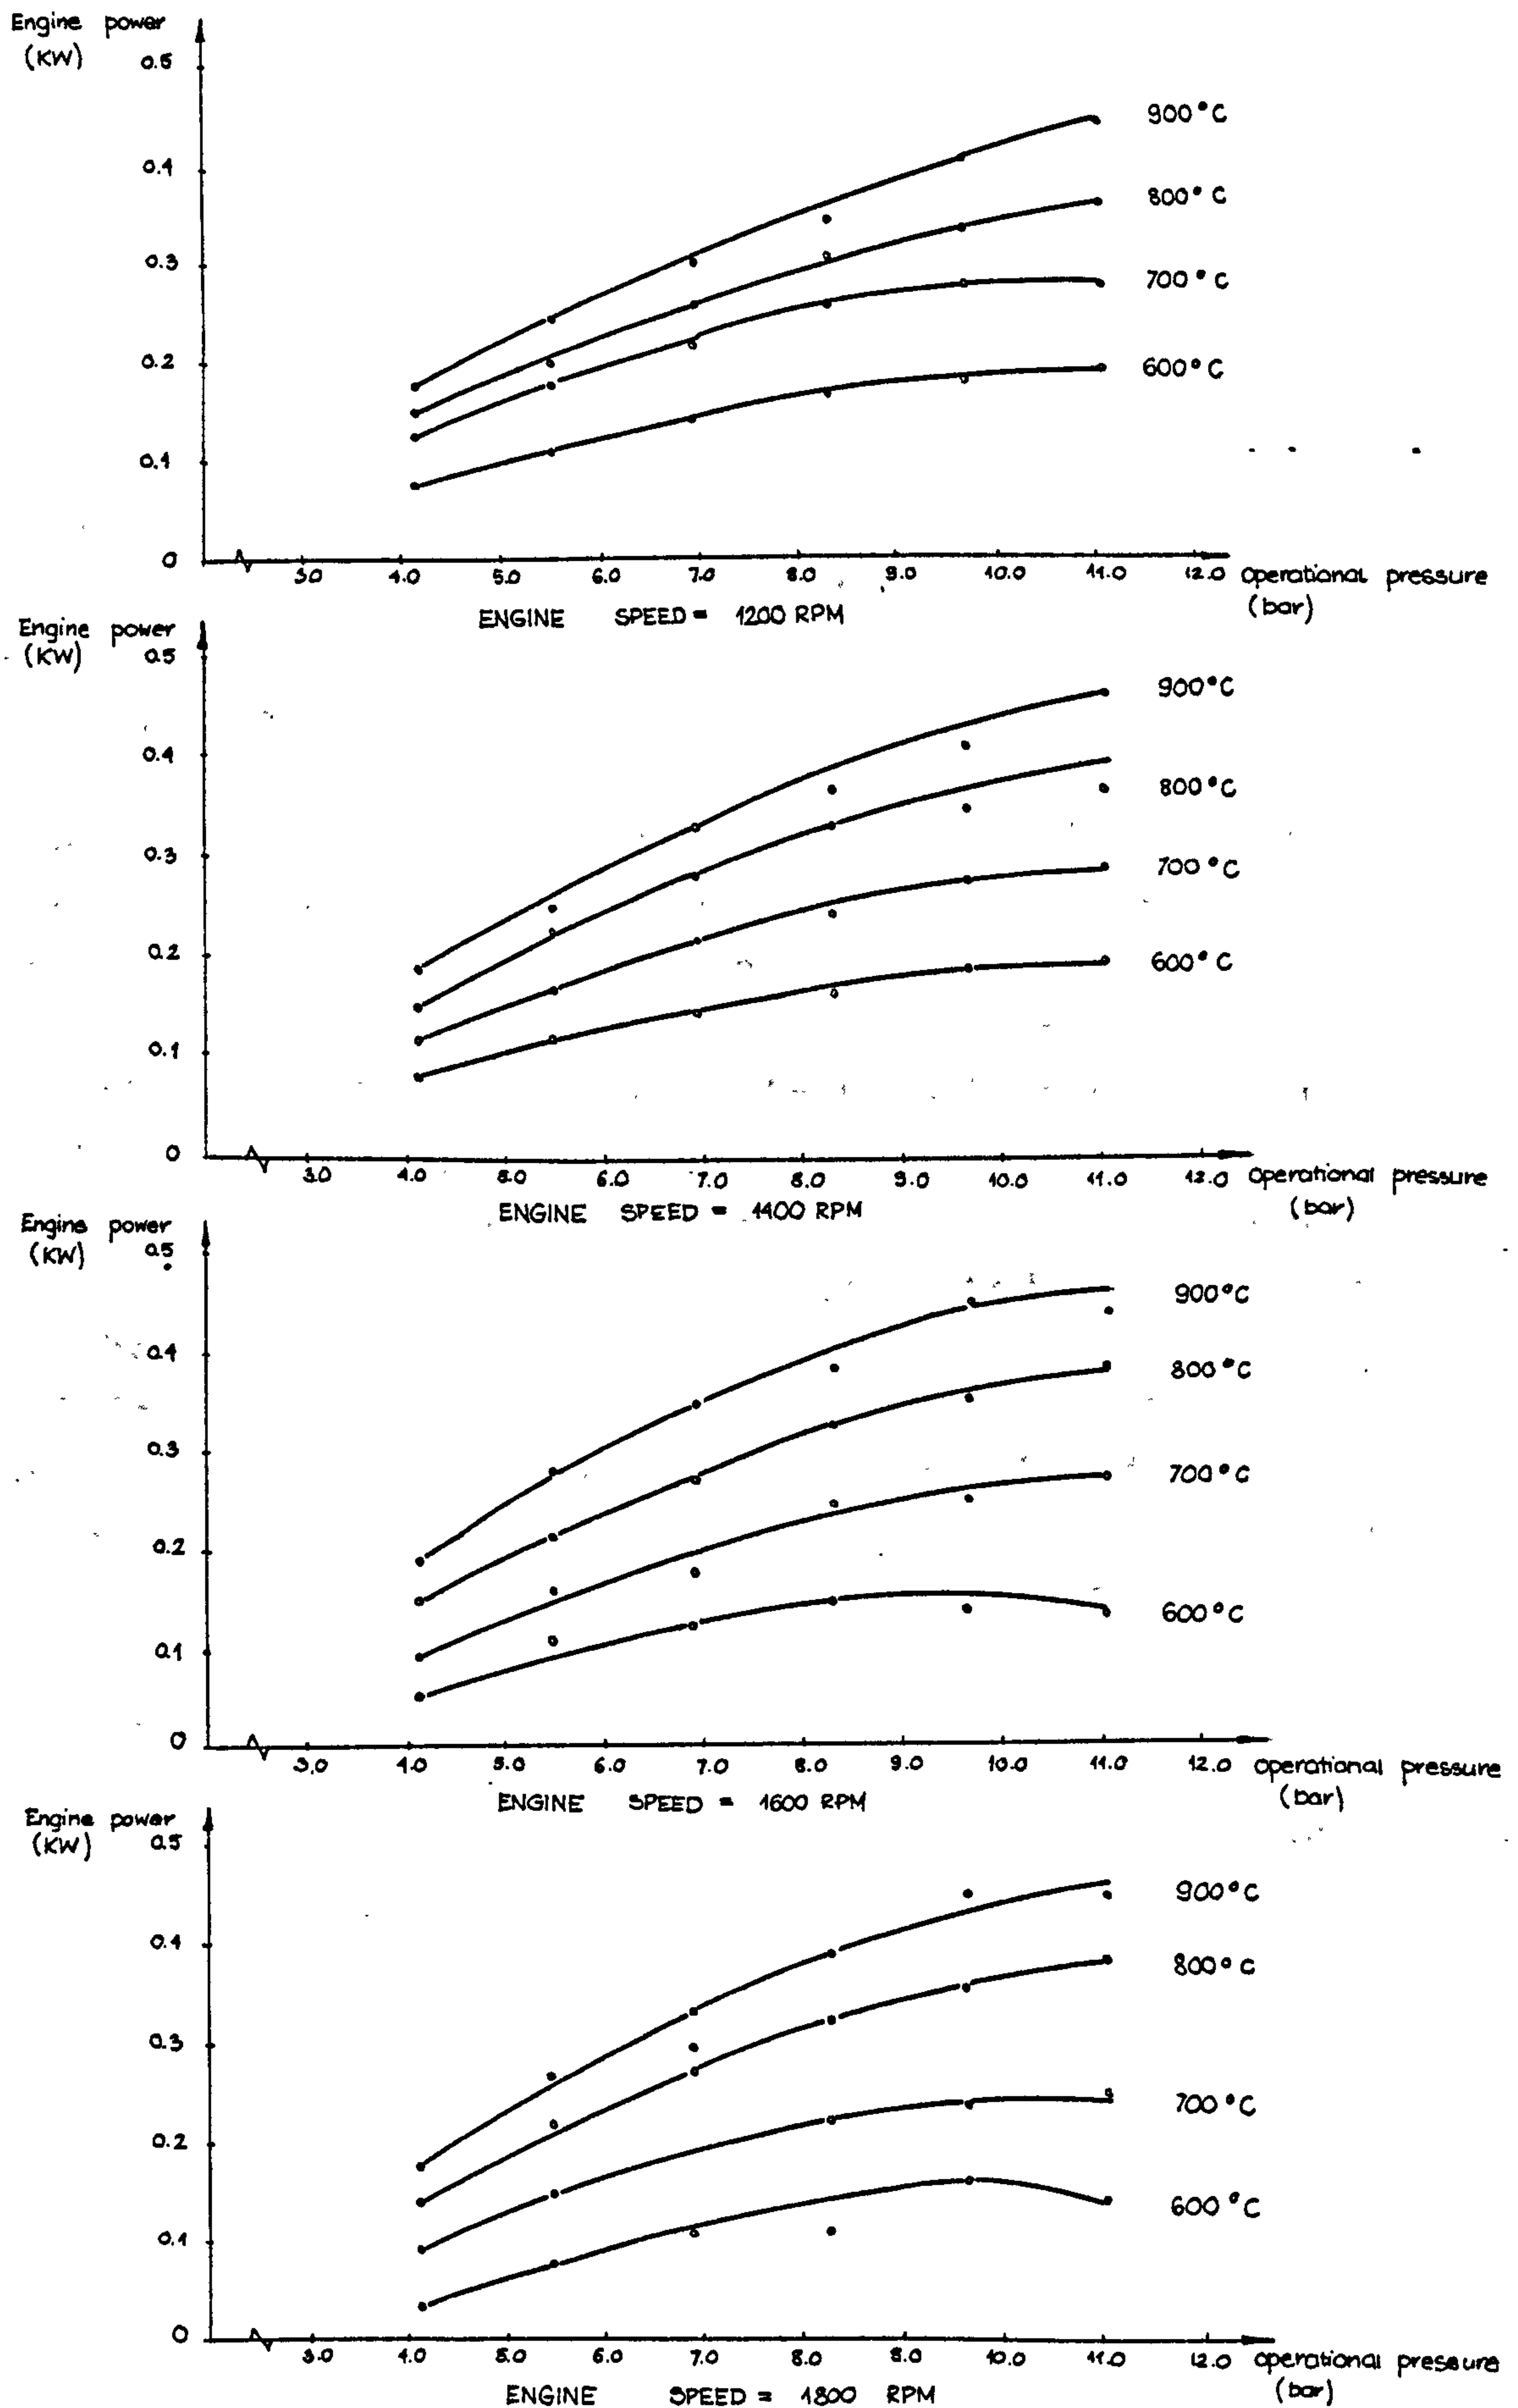 Engine power
(KW)
0.5
0.4
0.3
0.2
0.1
0
900°C
800°C
700°C
600°C
3.0 4.0 5.0 6.0 7.0 8.0 9.0 10.0 11.0 12.0 Operational pressure
(bar)
ENGINE SPEED = 1200 RPM
Engine power
(KW)
0.5
0.4
0.3
0.2
0.1
0
900°C
800°C
700°C
600°C
3.0 4.0 5.0 6.0 7.0 8.0 9.0 10.0 11.0 12.0 Operational pressure
(bar)
ENGINE SPEED = 1400 RPM
Engine power
(KW)
0.5
0.4
0.3
0.2
0.1
0
900°C
800°C
700°C
600°C
3.0 4.0 5.0 6.0 7.0 8.0 9.0 10.0 11.0 12.0 Operational pressure
(bar)
ENGINE SPEED = 1600 RPM
Engine power
(KW)
0.5
0.4
0.3
0.2
0.1
0
900°C
800°C
700°C
600°C
3.0 4.0 5.0 6.0 7.0 8.0 9.0 10.0 11.0 12.0 Operational pressure
(bar)
ENGINE SPEED = 1800 RPM